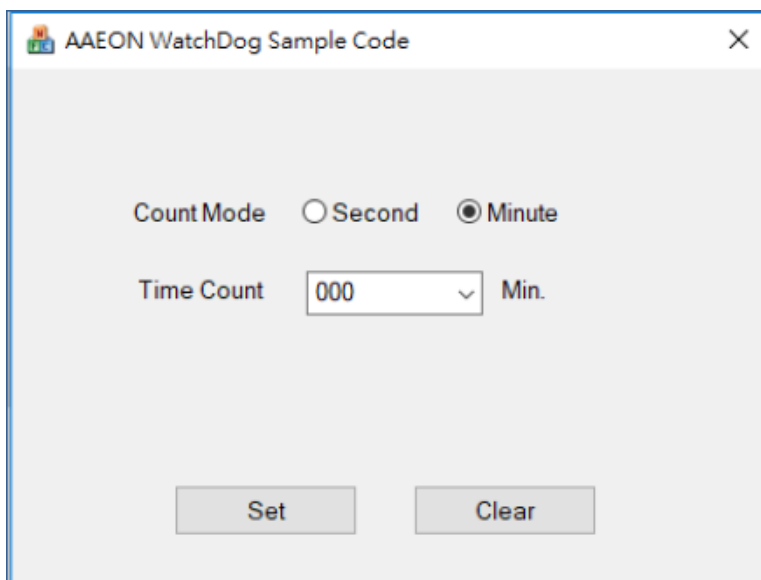 AAEON WatchDog Sample Code
Count Mode Second Minute
Time Count 000 Min.
Set Clear